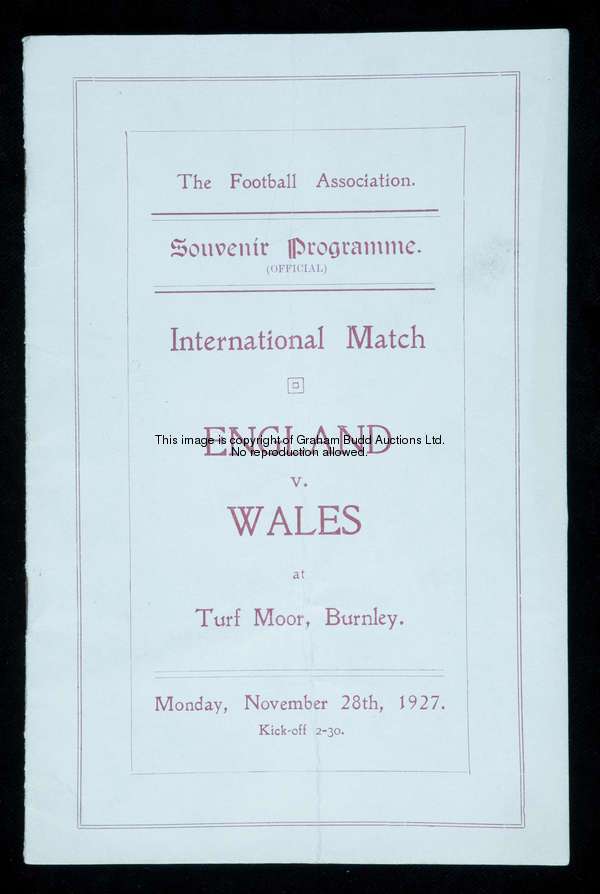 The Football Association.
Souvenir Programme.
(OFFICIAL)
International Match
ENGLAND
This image is copyright of Graham Budd Auctions Ltd.
No reproduction allowed.
v.
WALES
at
Turf Moor, Burnley.
Monday, November 28th, 1927.
Kick-off 2-30.